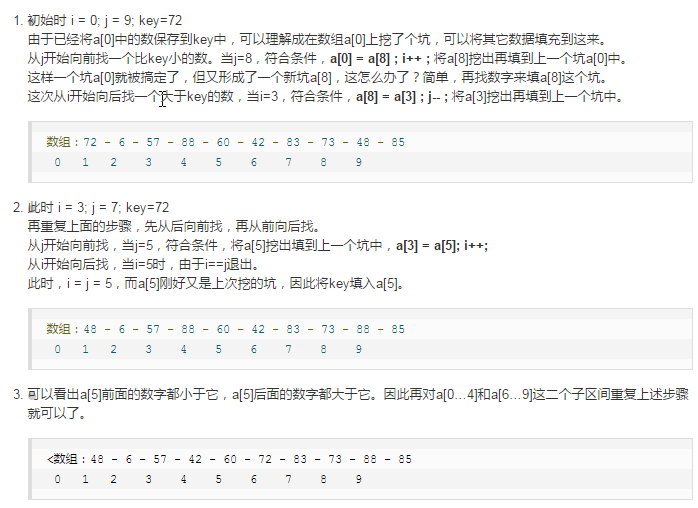 1. 初始时 i = 0; j = 9; key=72
由于已经将a[0]中的数保存到key中，可以理解成在数组a[0]上挖了个坑，可以将其它数据填充到这来。
从j开始向前找一个比key小的数。当j=8，符合条件，a[0] = a[8] ; i++ ; 将a[8]挖出再填到上一个坑a[0]中。
这样一个坑a[0]就被搞定了，但又形成了一个新坑a[8]，这怎么办了？简单，再找数字来填a[8]这个坑。
这次从i开始向后找一个大于key的数，当i=3，符合条件，a[8] = a[3] ; j-- ; 将a[3]挖出再填到上一个坑中。
数组：72 - 6 - 57 - 88 - 60 - 42 - 83 - 73 - 48 - 85
0 1 2 3 4 5 6 7 8 9
2. 此时 i = 3; j = 7; key=72
再重复上面的步骤，先从后向前找，再从前向后找。
从j开始向前找，当j=5，符合条件，将a[5]挖出填到上一个坑中，a[3] = a[5]; i++;
从i开始向后找，当i=5时，由于i==j退出。
此时，i = j = 5，而a[5]刚好又是上次挖的坑，因此将key填入a[5]。
数组：48 - 6 - 57 - 88 - 60 - 42 - 83 - 73 - 88 - 85
0 1 2 3 4 5 6 7 8 9
3. 可以看出a[5]前面的数字都小于它，a[5]后面的数字都大于它。因此再对a[0…4]和a[6…9]这二个子区间重复上述步骤
就可以了。
<数组：48 - 6 - 57 - 42 - 60 - 72 - 83 - 73 - 88 - 85
0 1 2 3 4 5 6 7 8 9